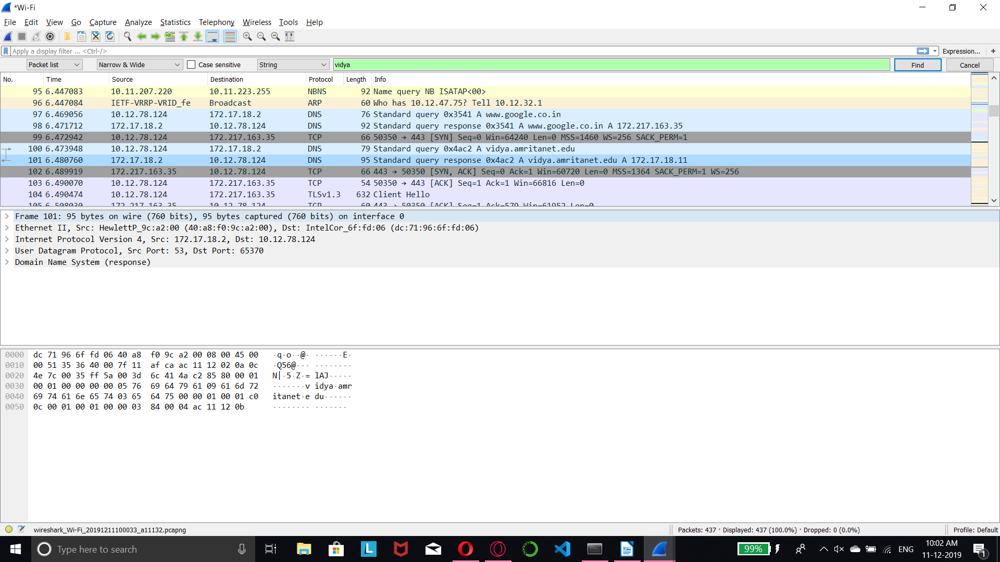 *Wi-Fi
File Edit View Go Capture Analyze Statistics Telephony Wireless Tools Help
Apply a display filter ... <Ctrl-/> Expression... +
Packet list Narrow & Wide Case sensitive String vidya Find Cancel
No. Time Source Destination Protocol Length Info
95 6.447083 10.11.207.220 10.11.223.255 NBNS 92 Name query NB ISATAP<00>
96 6.447084 IETF-VRRP-VRID_fe Broadcast ARP 60 Who has 10.12.47.75? Tell 10.12.32.1
97 6.469056 10.12.78.124 172.17.18.2 DNS 76 Standard query 0x3541 A www.google.co.in
98 6.471712 172.17.18.2 10.12.78.124 DNS 92 Standard query response 0x3541 A www.google.co.in A 172.217.163.35
99 6.472942 10.12.78.124 172.217.163.35 TCP 66 50350 → 443 [SYN] Seq=0 Win=64240 Len=0 MSS=1460 WS=256 SACK_PERM=1
100 6.473948 10.12.78.124 172.17.18.2 DNS 79 Standard query 0x4ac2 A vidya.amritanet.edu
101 6.480760 172.17.18.2 10.12.78.124 DNS 95 Standard query response 0x4ac2 A vidya.amritanet.edu A 172.17.18.11
102 6.489919 172.217.163.35 10.12.78.124 TCP 66 443 → 50350 [SYN, ACK] Seq=0 Ack=1 Win=60720 Len=0 MSS=1364 SACK_PERM=1 WS=256
103 6.490070 10.12.78.124 172.217.163.35 TCP 54 50350 → 443 [ACK] Seq=1 Ack=1 Win=66816 Len=0
104 6.490474 10.12.78.124 172.217.163.35 TLSv1.3 632 Client Hello
105 6.508030 172.217.163.35 10.12.78.124 TCP 60 443 → 50350 [ACK] Seq=1 Ack=579 Win=61952 Len=0
Frame 101: 95 bytes on wire (760 bits), 95 bytes captured (760 bits) on interface 0
Ethernet II, Src: HewlettP_9c:a2:00 (40:a8:f0:9c:a2:00), Dst: IntelCor_6f:fd:06 (dc:71:96:6f:fd:06)
Internet Protocol Version 4, Src: 172.17.18.2, Dst: 10.12.78.124
User Datagram Protocol, Src Port: 53, Dst Port: 65370
Domain Name System (response)
0000 dc 71 96 6f fd 06 40 a8 f0 9c a2 00 08 00 45 00 ·q·o··@· ······E·
0010 00 51 35 36 40 00 7f 11 af ca ac 11 12 02 0a 0c ·Q56@··· ········
0020 4e 7c 00 35 ff 5a 00 3d 6c 41 4a c2 85 80 00 01 N|·5·Z·= lAJ·····
0030 00 01 00 00 00 00 05 76 69 64 79 61 09 61 6d 72 ·······v idya·amr
0040 69 74 61 6e 65 74 03 65 64 75 00 00 01 00 01 c0 itanet·e du······
0050 0c 00 01 00 01 00 00 03 84 00 04 ac 11 12 0b ········ ·······
wireshark_Wi-Fi_20191211100033_a11132.pcapng Packets: 437 · Displayed: 437 (100.0%) · Dropped: 0 (0.0%) Profile: Default
Type here to search 99% ENG 10:02 AM
11-12-2019 1